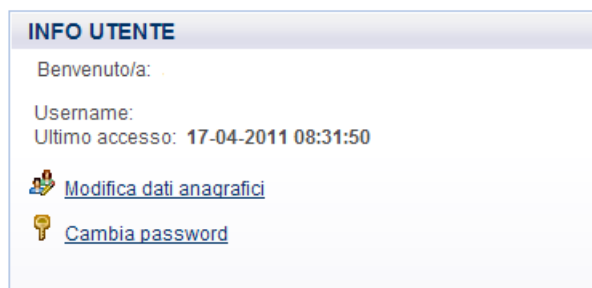 INFO UTENTE
Benvenuto/a:
Username:
Ultimo accesso: 17-04-2011 08:31:50
Modifica dati anagrafici
Cambia password